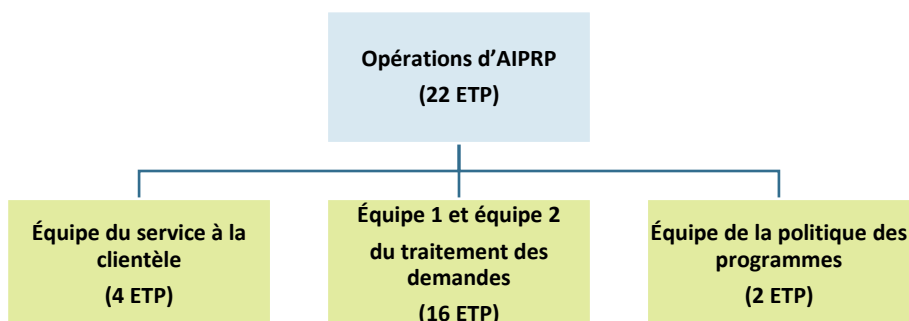 Opérations d’AIPRP
(22 ETP)
Équipe du service à la
clientèle
(4 ETP)
Équipe 1 et équipe 2
du traitement des
demandes
(16 ETP)
Équipe de la politique des
programmes
(2 ETP)